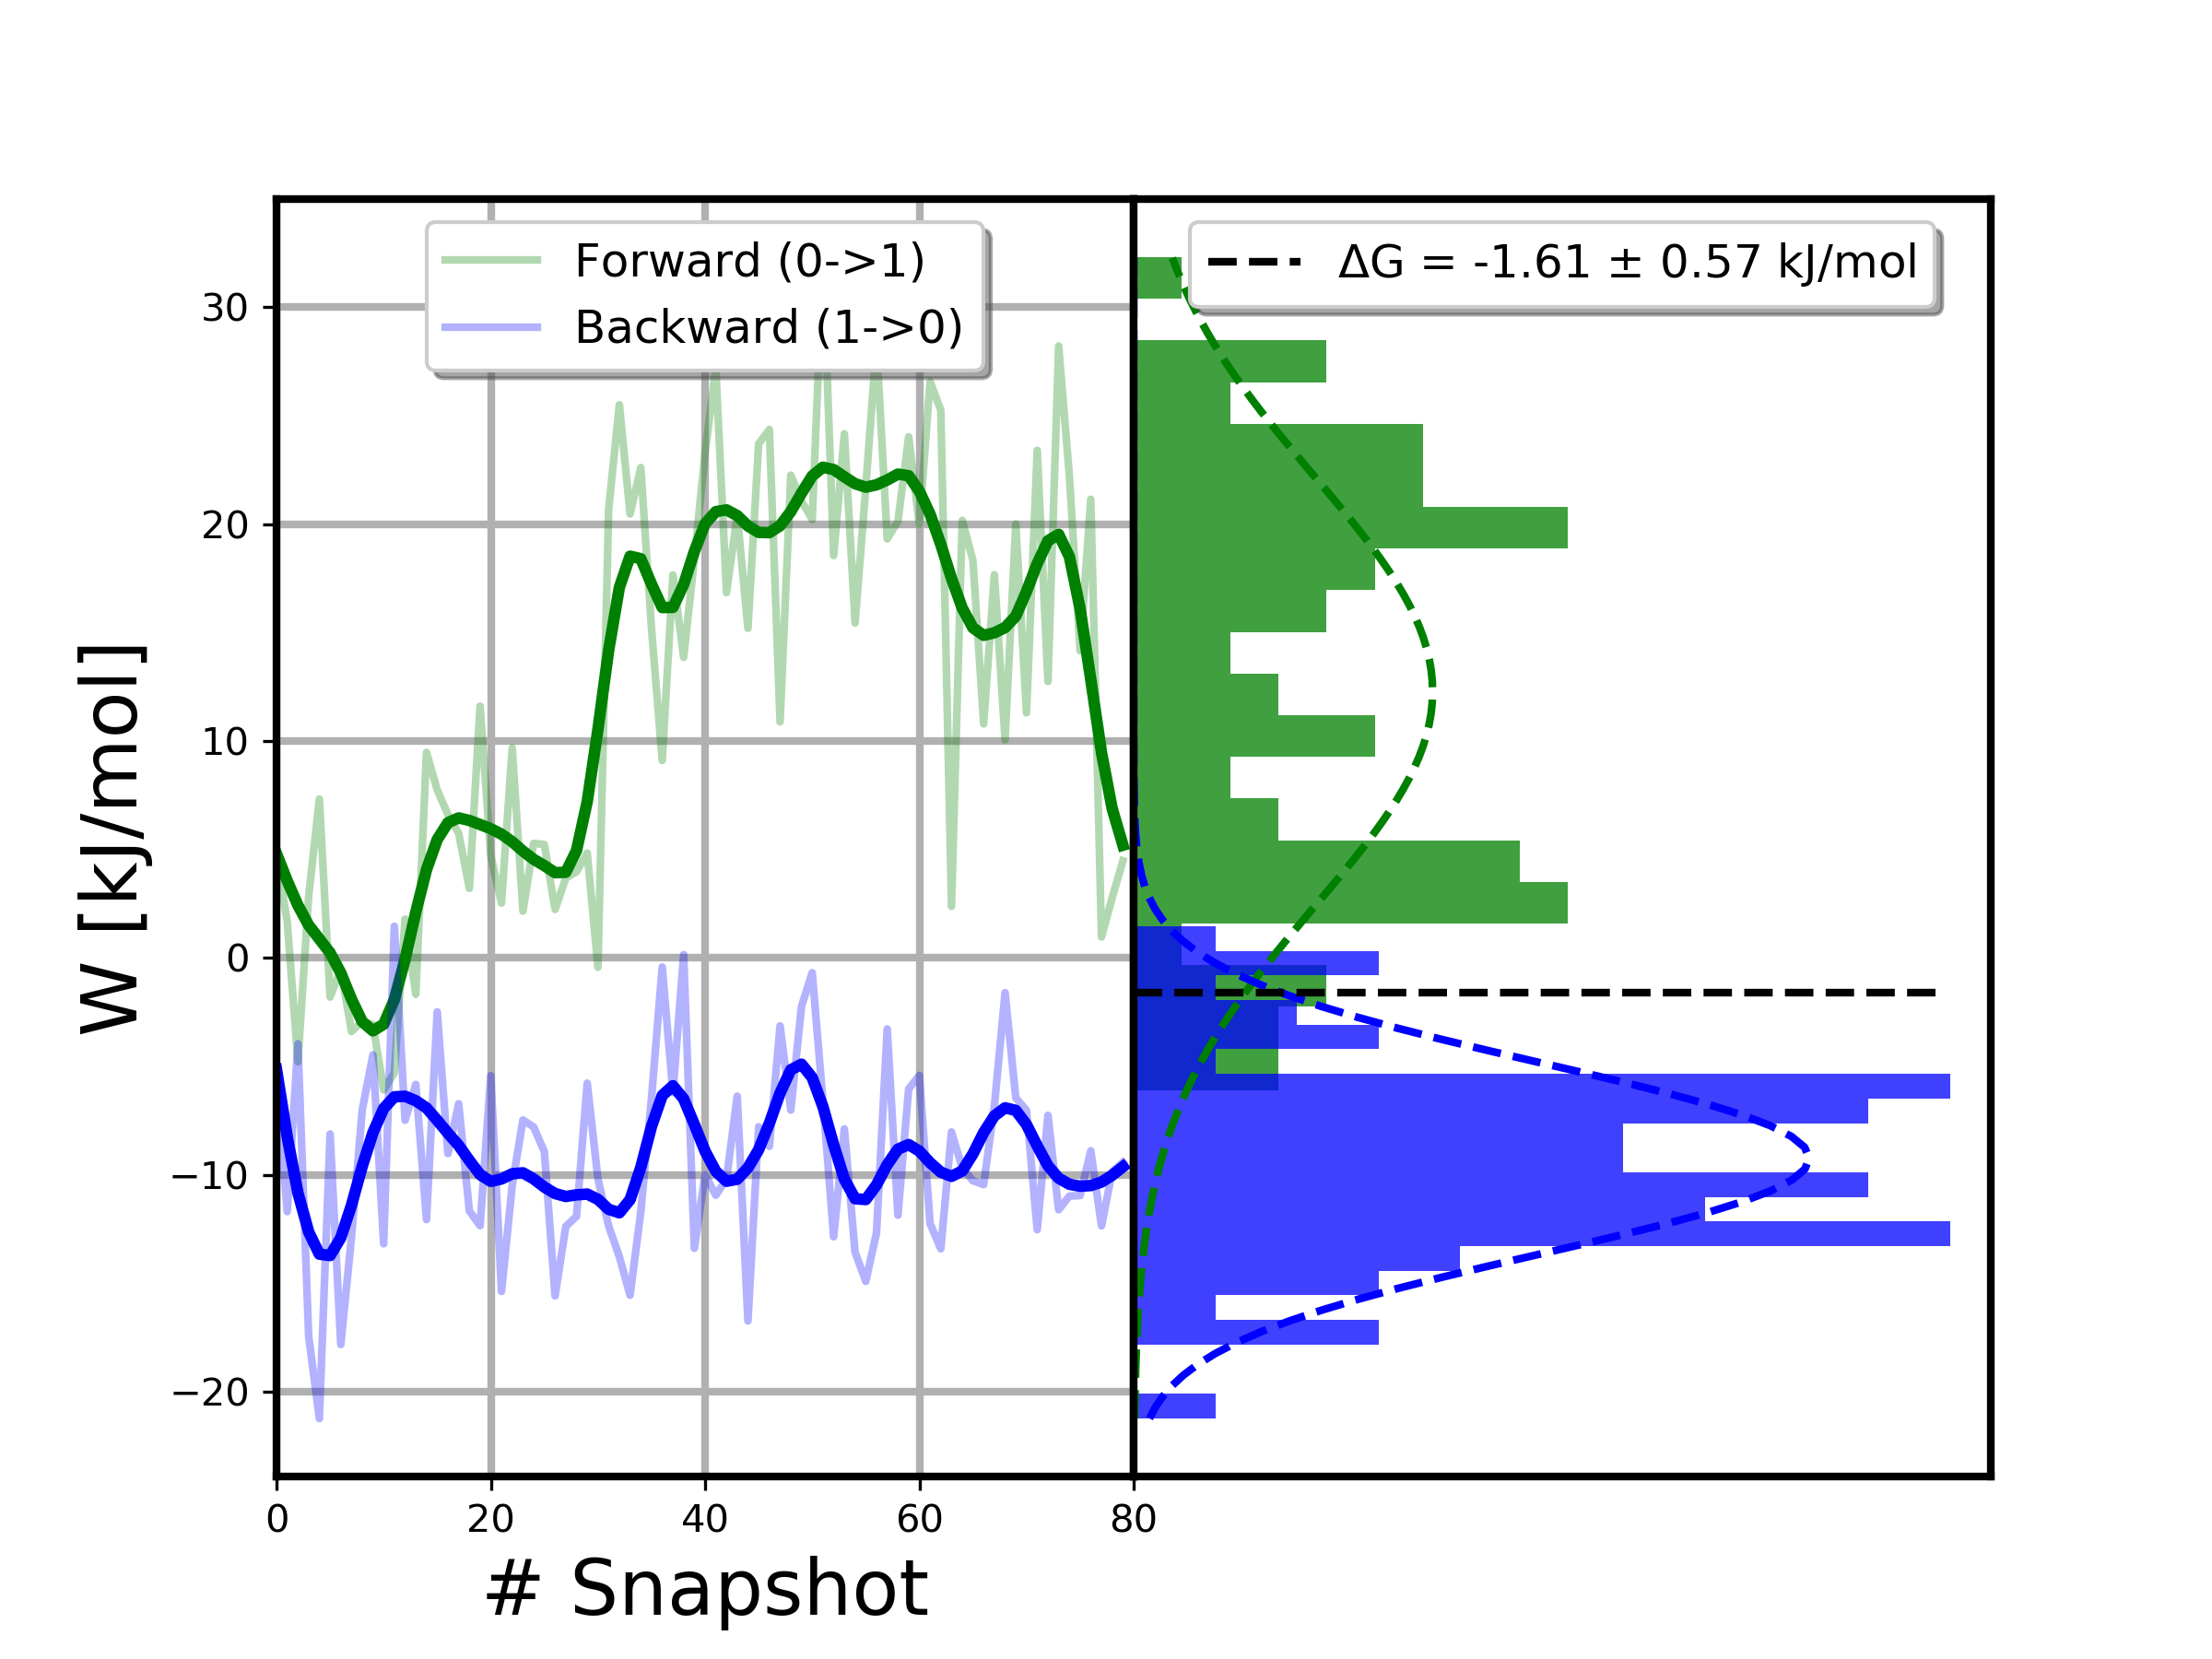 Forward (0->1)
Backward (1->0)
ΔG = -1.61 ± 0.57 kJ/mol
W [kJ/mol]
30
20
10
0
−10
−20
0 20 40 60 80
# Snapshot